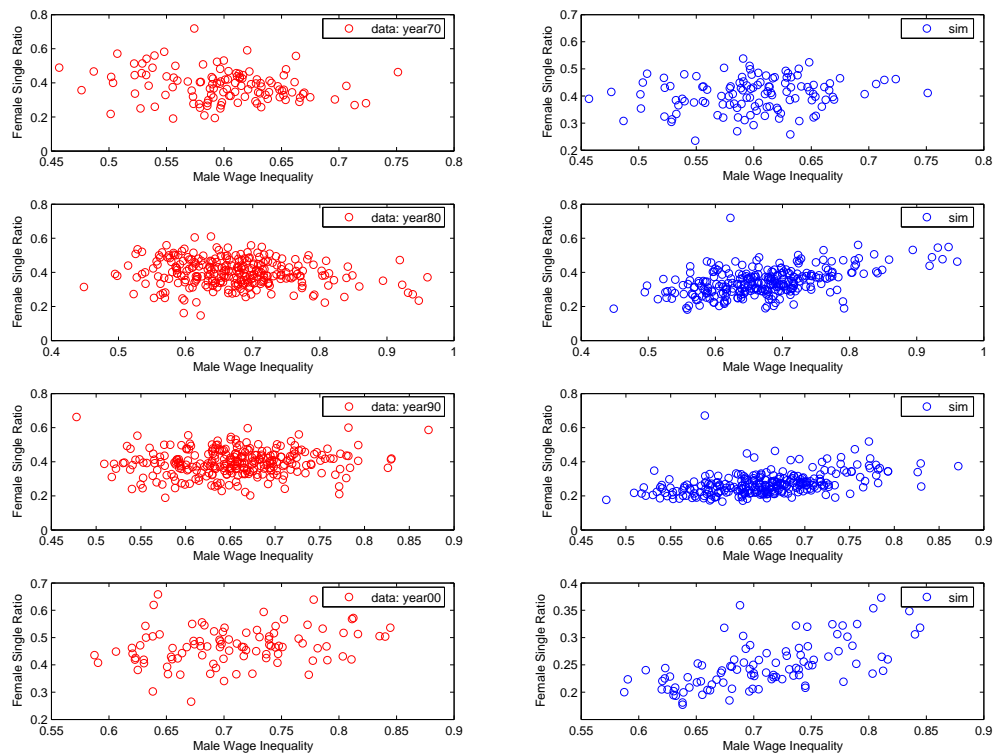 data: year70
Female Single Ratio
0.8
0.6
0.4
0.2
0
0.45 0.5 0.55 0.6 0.65 0.7 0.75 0.8
Male Wage Inequality
sim
Female Single Ratio
0.7
0.6
0.5
0.4
0.3
0.2
0.45 0.5 0.55 0.6 0.65 0.7 0.75 0.8
Male Wage Inequality
data: year80
Female Single Ratio
0.8
0.6
0.4
0.2
0
0.4 0.5 0.6 0.7 0.8 0.9 1
Male Wage Inequality
sim
Female Single Ratio
0.8
0.6
0.4
0.2
0
0.4 0.5 0.6 0.7 0.8 0.9 1
Male Wage Inequality
data: year90
Female Single Ratio
0.8
0.6
0.4
0.2
0
0.45 0.5 0.55 0.6 0.65 0.7 0.75 0.8 0.85 0.9
Male Wage Inequality
sim
Female Single Ratio
0.8
0.6
0.4
0.2
0
0.45 0.5 0.55 0.6 0.65 0.7 0.75 0.8 0.85 0.9
Male Wage Inequality
data: year00
Female Single Ratio
0.7
0.6
0.5
0.4
0.3
0.2
0.55 0.6 0.65 0.7 0.75 0.8 0.85 0.9
Male Wage Inequality
sim
Female Single Ratio
0.4
0.35
0.3
0.25
0.2
0.55 0.6 0.65 0.7 0.75 0.8 0.85 0.9
Male Wage Inequality